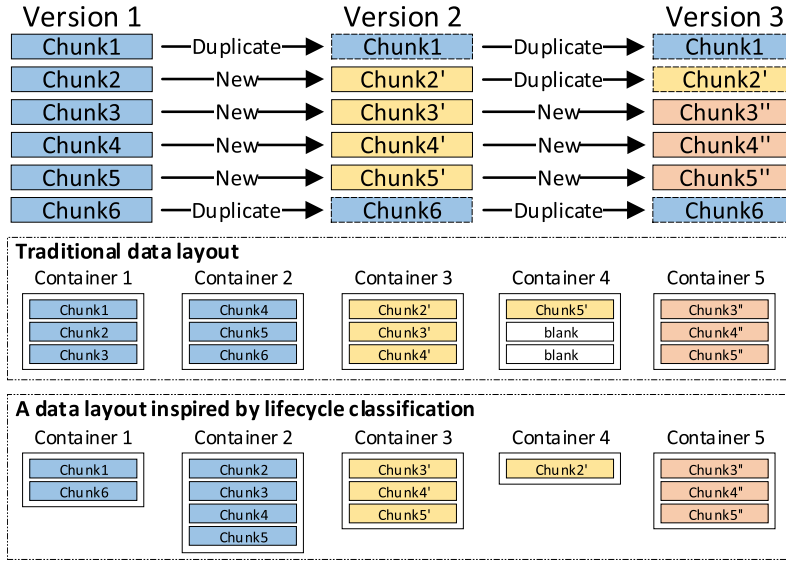 Version 1 Version 2 Version 3
Chunk1 Duplicate Chunk1 Duplicate Chunk1
Chunk2 New Chunk2' Duplicate Chunk2'
Chunk3 New Chunk3' New Chunk3''
Chunk4 New Chunk4' New Chunk4''
Chunk5 New Chunk5' New Chunk5''
Chunk6 Duplicate Chunk6 Duplicate Chunk6
Traditional data layout
Container 1 Container 2 Container 3 Container 4 Container 5
Chunk1 Chunk4 Chunk2' Chunk5' Chunk3''
Chunk2 Chunk5 Chunk3' blank Chunk4''
Chunk3 Chunk6 Chunk4' blank Chunk5''
A data layout inspired by lifecycle classification
Container 1 Container 2 Container 3 Container 4 Container 5
Chunk1 Chunk2 Chunk3' Chunk2' Chunk3''
Chunk6 Chunk3 Chunk4' Chunk4''
Chunk4 Chunk5' Chunk5''
Chunk5